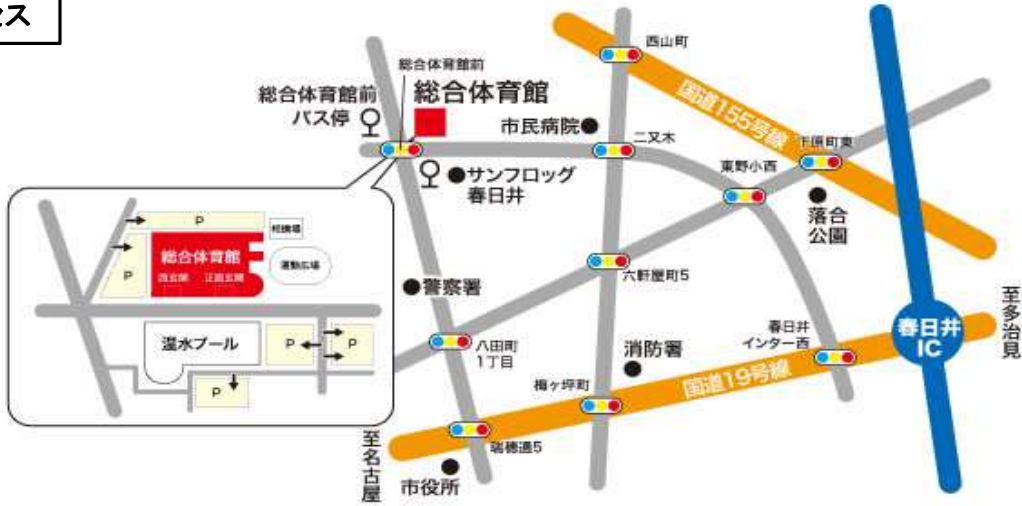 セス
西山町
総合体育館前
国道155号線
総合体育館前
バス停
総合体育館
市民病院
二又木
下原町東
東野小西
サンフロッグ
春日井
落合
公園
P
相撲場
総合体育館
西玄関
正面玄関
運動広場
P
六軒屋町5
警察署
至多治見
春日井
IC
温水プール
P
P
八田町
1丁目
春日井
インター西
消防署
国道19号線
P
梅ヶ坪町
至名古屋
瑞穂通5
市役所